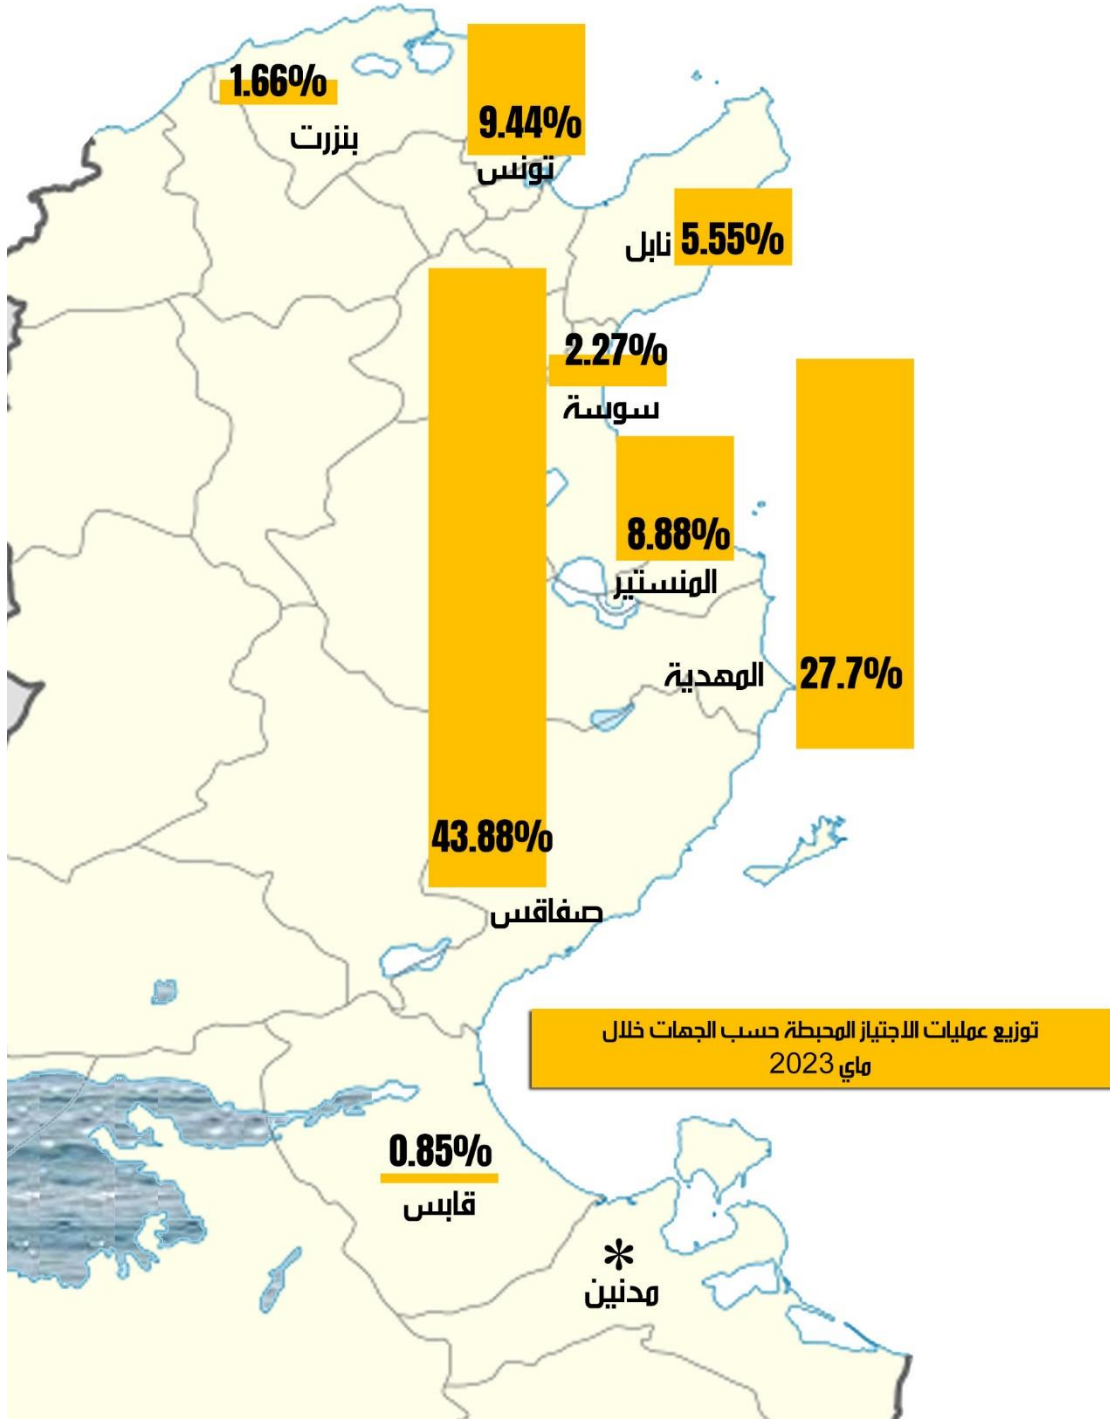 1.66%
بنزرت
9.44%
تونس
نابل 5.55%
2.27%
سوسة
8.88%
المنستير
المهدية 27.7%
43.88%
صفاقس
توزيع عمليات الاجتياز المحبطة حسب الجهات خلال
ماي 2023
0.85%
قابس
*
مدنين